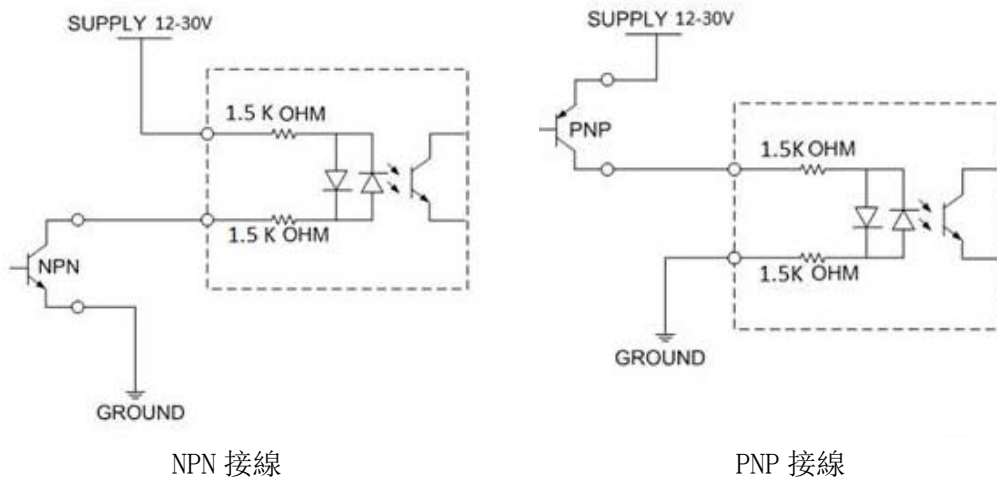 SUPPLY 12-30V
1.5 K OHM
1.5 K OHM
NPN
GROUND
NPN 接線
SUPPLY 12-30V
PNP
1.5K OHM
1.5K OHM
GROUND
PNP 接線